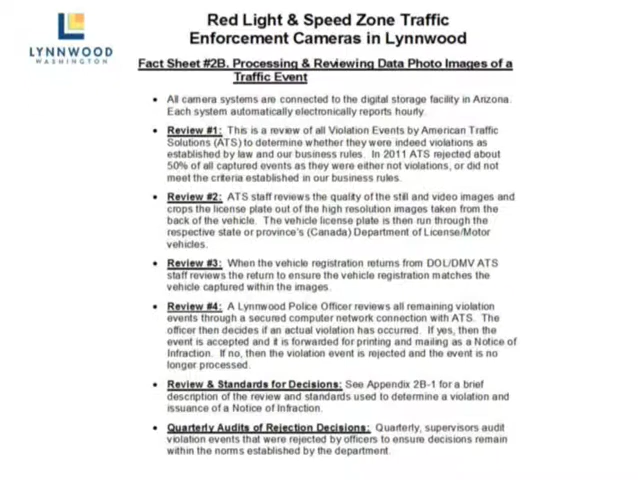 LYNNWOOD
WASHINGTON
Red Light & Speed Zone Traffic
Enforcement Cameras in Lynnwood
Fact Sheet #2B. Processing & Reviewing Data Photo Images of a
Traffic Event
• All camera systems are connected to the digital storage facility in Arizona.
Each system automatically electronically reports hourly.
• Review #1: This is a review of all Violation Events by American Traffic
Solutions (ATS) to determine whether they were indeed violations as
established by law and our business rules. In 2011 ATS rejected about
50% of all captured events as they were either not violations, or did not
meet the criteria established in our business rules.
• Review #2: ATS staff reviews the quality of the still and video images and
crops the license plate out of the high resolution images taken from the
back of the vehicle. The vehicle license plate is then run through the
respective state or province's (Canada) Department of License/Motor
vehicles.
• Review #3: When the vehicle registration returns from DOL/DMV ATS
staff reviews the return to ensure the vehicle registration matches the
vehicle captured within the images.
• Review #4: A Lynnwood Police Officer reviews all remaining violation
events through a secured computer network connection with ATS. The
officer then decides if an actual violation has occurred. If yes, then the
event is accepted and it is forwarded for printing and mailing as a Notice of
Infraction. If no, then the violation event is rejected and the event is no
longer processed.
• Review & Standards for Decisions: See Appendix 2B-1 for a brief
description of the review and standards used to determine a violation and
issuance of a Notice of Infraction.
• Quarterly Audits of Rejection Decisions: Quarterly, supervisors audit
violation events that were rejected by officers to ensure decisions remain
within the norms established by the department.